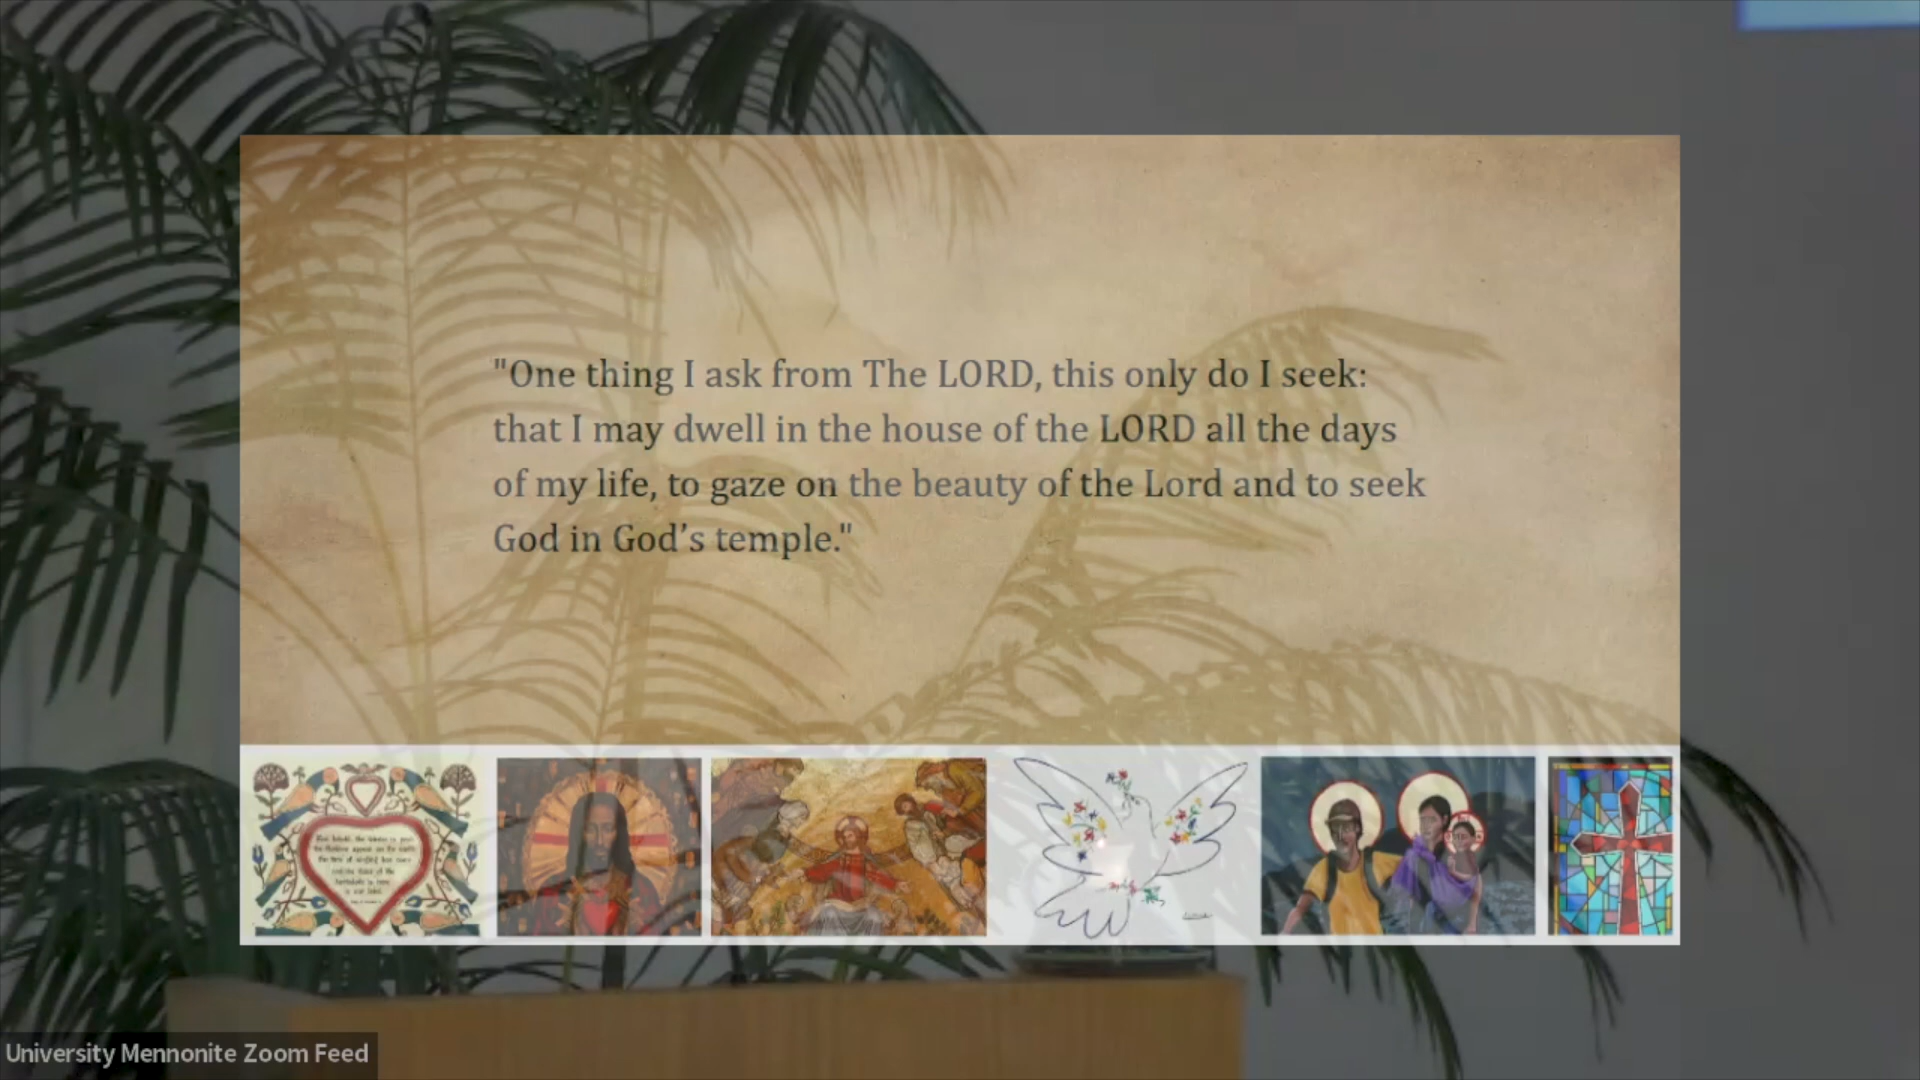 "One thing I ask from The LORD, this only do I seek:
that I may dwell in the house of the LORD all the days
of my life, to gaze on the beauty of the Lord and to seek
God in God's temple."
University Mennonite Zoom Feed